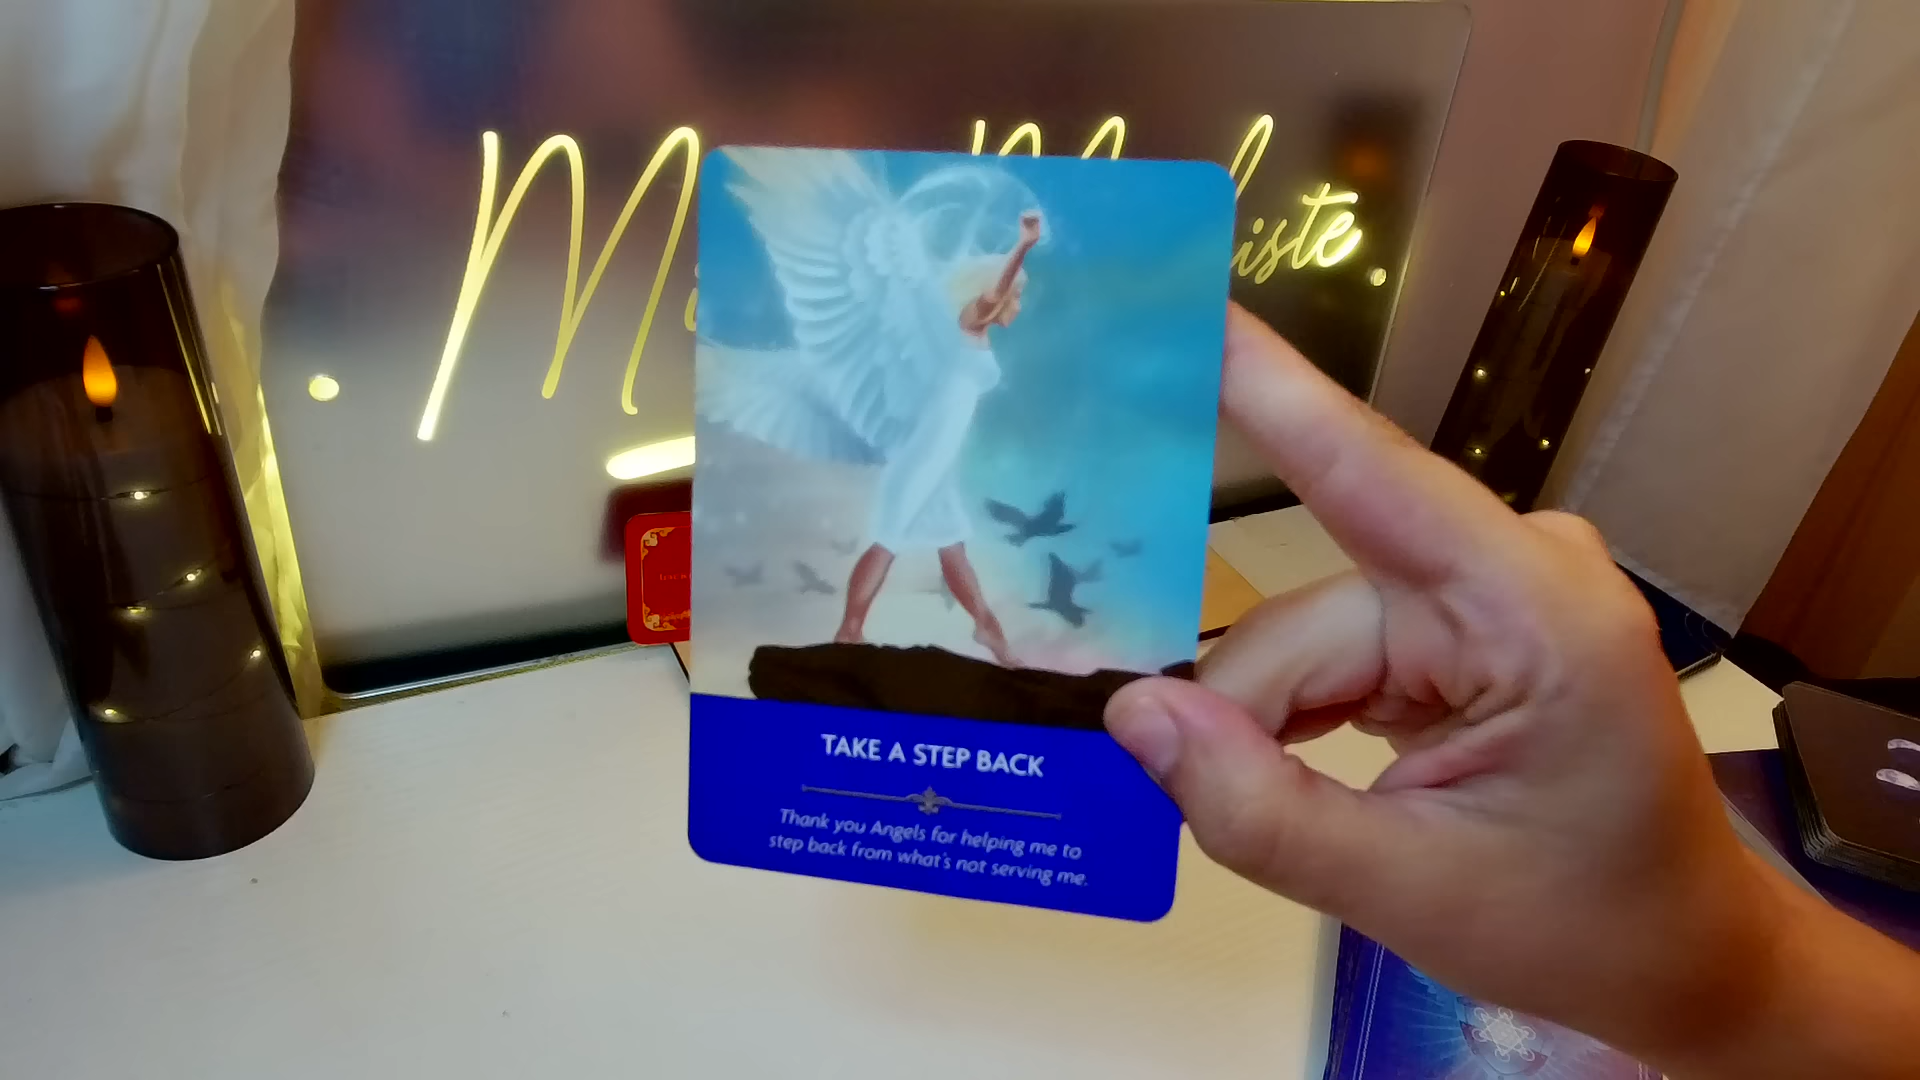 TAKE A STEP BACK
Thank you Angels for helping me to
step back from what's not serving me.